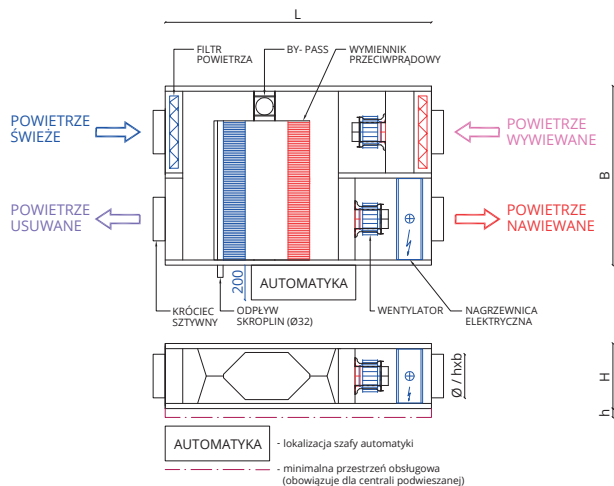 L
FILTR
POWIETRZA
BY- PASS
WYMIENNIK
PRZECIWPRĄDOWY
POWIETRZE
ŚWIEŻE
POWIETRZE
WYWIEWANE
B
POWIETRZE
USUWANE
POWIETRZE
NAWIEWANE
200
AUTOMATYKA
KRÓCIEC
SZTYWNY
ODPŁYW
SKROPLIN (Ø32)
WENTYLATOR
NAGRZEWNICA
ELEKTRYCZNA
Ø / hxb
H
h
AUTOMATYKA - lokalizacja szafy automatyki
- minimalna przestrzeń obsługowa
(obowiązuje dla centrali podwieszanej)